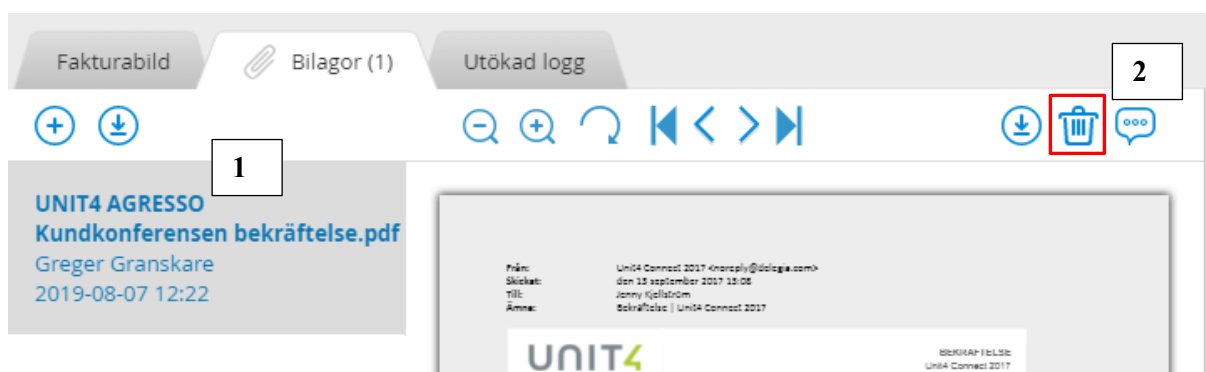 Fakturabild
Bilagor (1)
Utökad logg
2
1
UNIT4 AGRESSO
Kundkonferensen bekräftelse.pdf
Greger Granskare
2019-08-07 12:22
Från: Unit4 Connect 2017 <noreply@delegia.com>
Skickat: den 13 september 2017 13:08
Till: Jenny Kjellström
Ämne: Bekräftelse | Unit4 Connect 2017
UNIT4
BEKRÄFTELSE
Unit4 Connect 2017